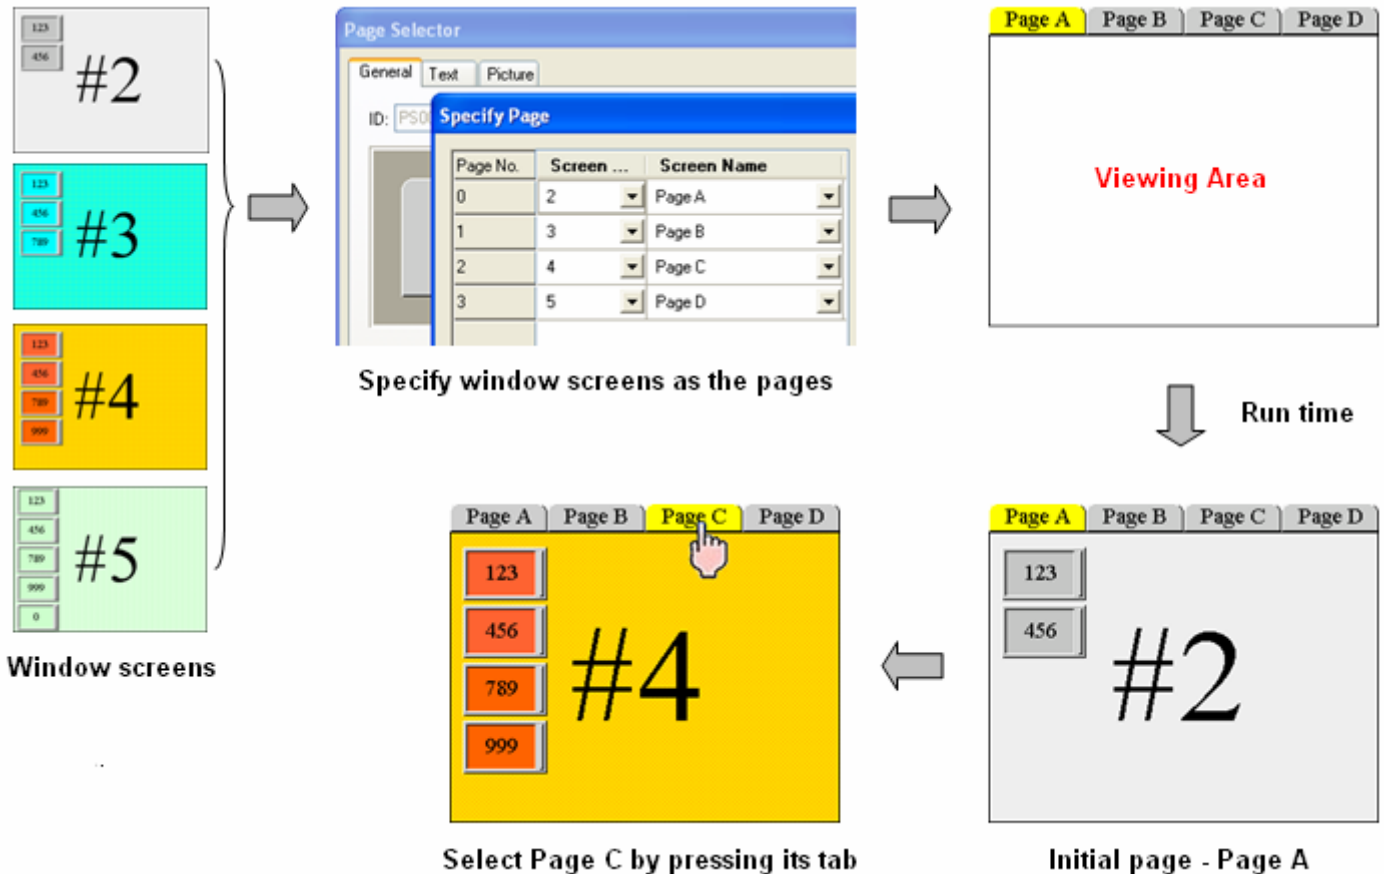 123
456
#2
123
456
789
#3
123
456
789
999
#4
123
456
789
999
0
#5
Window screens
Page Selector
General Text Picture
ID: PS00
Specify Page
Page No. Screen ... Screen Name
0 2 Page A
1 3 Page B
2 4 Page C
3 5 Page D
Specify window screens as the pages
Page A Page B Page C Page D
Viewing Area
Run time
Page A Page B Page C Page D
123
456
789
999
#4
Select Page C by pressing its tab
Page A Page B Page C Page D
123
456
#2
Initial page - Page A